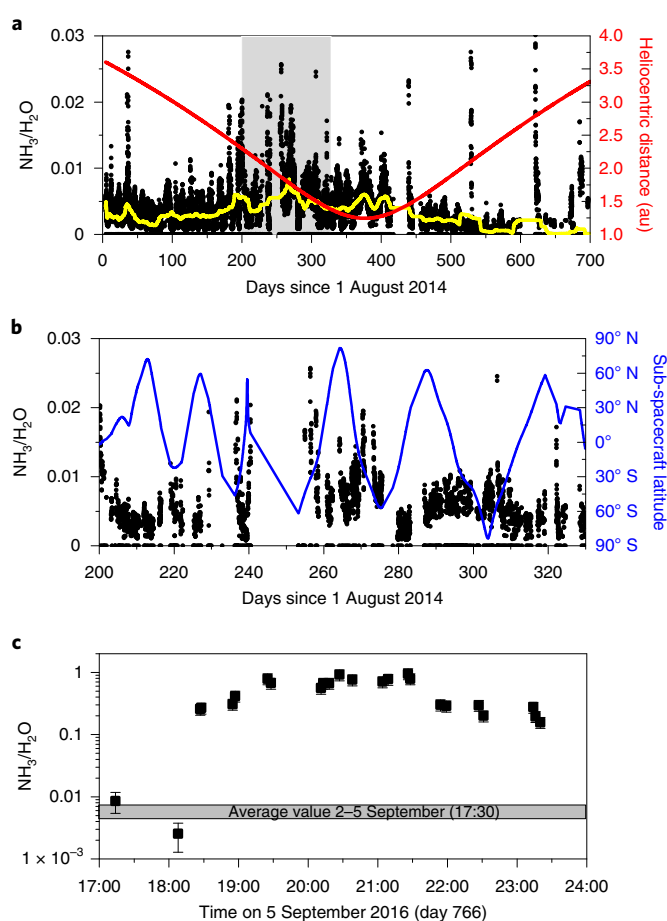 a
0.03
0.02
0.01
0
NH₃/H₂O
4.0
3.5
3.0
2.5
2.0
1.5
1.0
Heliocentric distance (au)
0 100 200 300 400 500 600 700
Days since 1 August 2014
b
0.03
0.02
0.01
0
NH₃/H₂O
90° N
60° N
30° N
0°
30° S
60° S
90° S
Sub-spacecraft latitude
200 220 240 260 280 300 320
Days since 1 August 2014
c
1
0.1
0.01
1 × 10⁻³
NH₃/H₂O
Average value 2–5 September (17:30)
17:00 18:00 19:00 20:00 21:00 22:00 23:00 24:00
Time on 5 September 2016 (day 766)